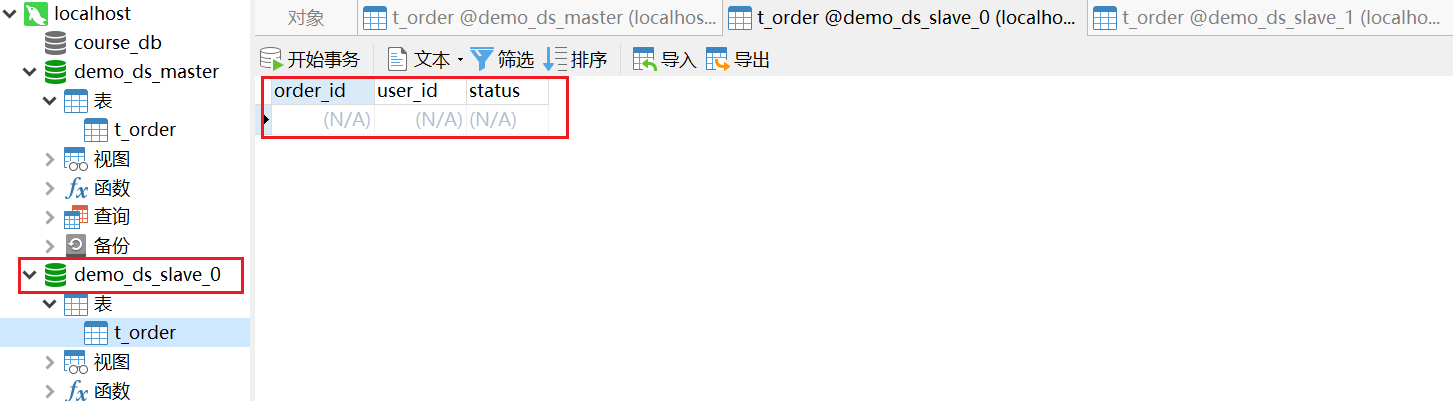 localhost
course_db
demo_ds_master
表
t_order
视图
函数
查询
备份
demo_ds_slave_0
表
t_order
视图
函数
对象
t_order @demo_ds_master (localhos...
t_order @demo_ds_slave_0 (localho...
t_order @demo_ds_slave_1 (localho...
开始事务 文本 筛选 排序 导入 导出
order_id user_id status
(N/A) (N/A) (N/A)